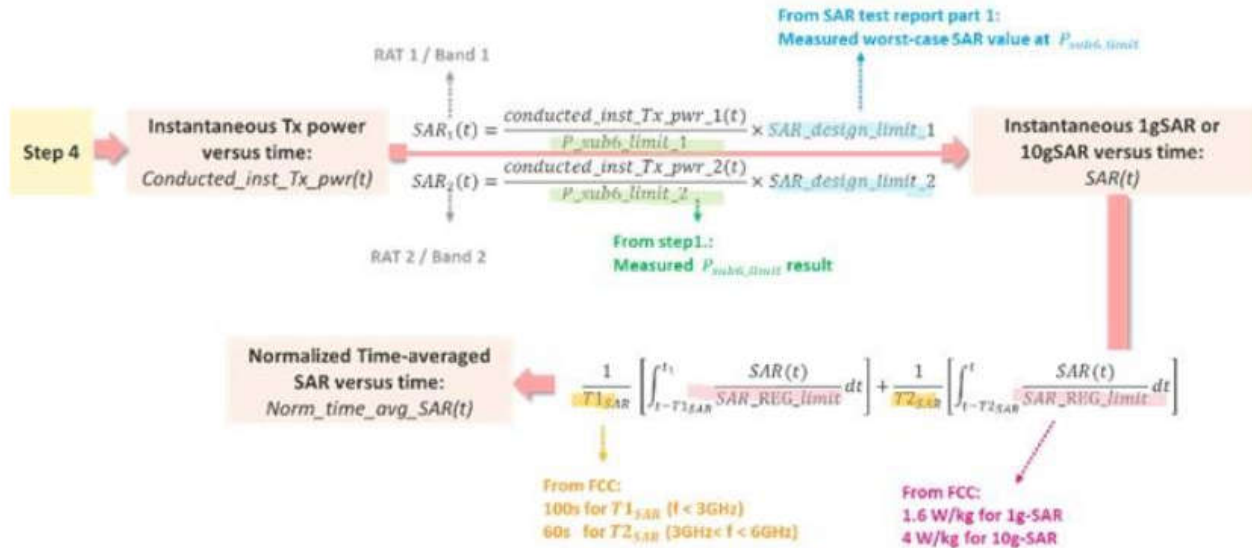 From SAR test report part 1:
Measured worst-case SAR value at P_sub6_limit
RAT 1 / Band 1
Step 4
Instantaneous Tx power
versus time:
Conducted_inst_Tx_pwr(t)
SAR₁(t) = conducted_inst_Tx_pwr_1(t) / P_sub6_limit_1 × SAR_design_limit_1
SAR₂(t) = conducted_inst_Tx_pwr_2(t) / P_sub6_limit_2 × SAR_design_limit_2
Instantaneous 1gSAR or
10gSAR versus time:
SAR(t)
RAT 2 / Band 2
From step1.:
Measured P_sub6_limit result
Normalized Time-averaged
SAR versus time:
Norm_time_avg_SAR(t)
1/T1_SAR [∫_{t−T1_SAR}^{t₁} SAR(t)/SAR_REG_limit dt] + 1/T2_SAR [∫_{t−T2_SAR}^{t} SAR(t)/SAR_REG_limit dt]
From FCC:
100s for T1_SAR (f < 3GHz)
60s for T2_SAR (3GHz< f < 6GHz)
From FCC:
1.6 W/kg for 1g-SAR
4 W/kg for 10g-SAR